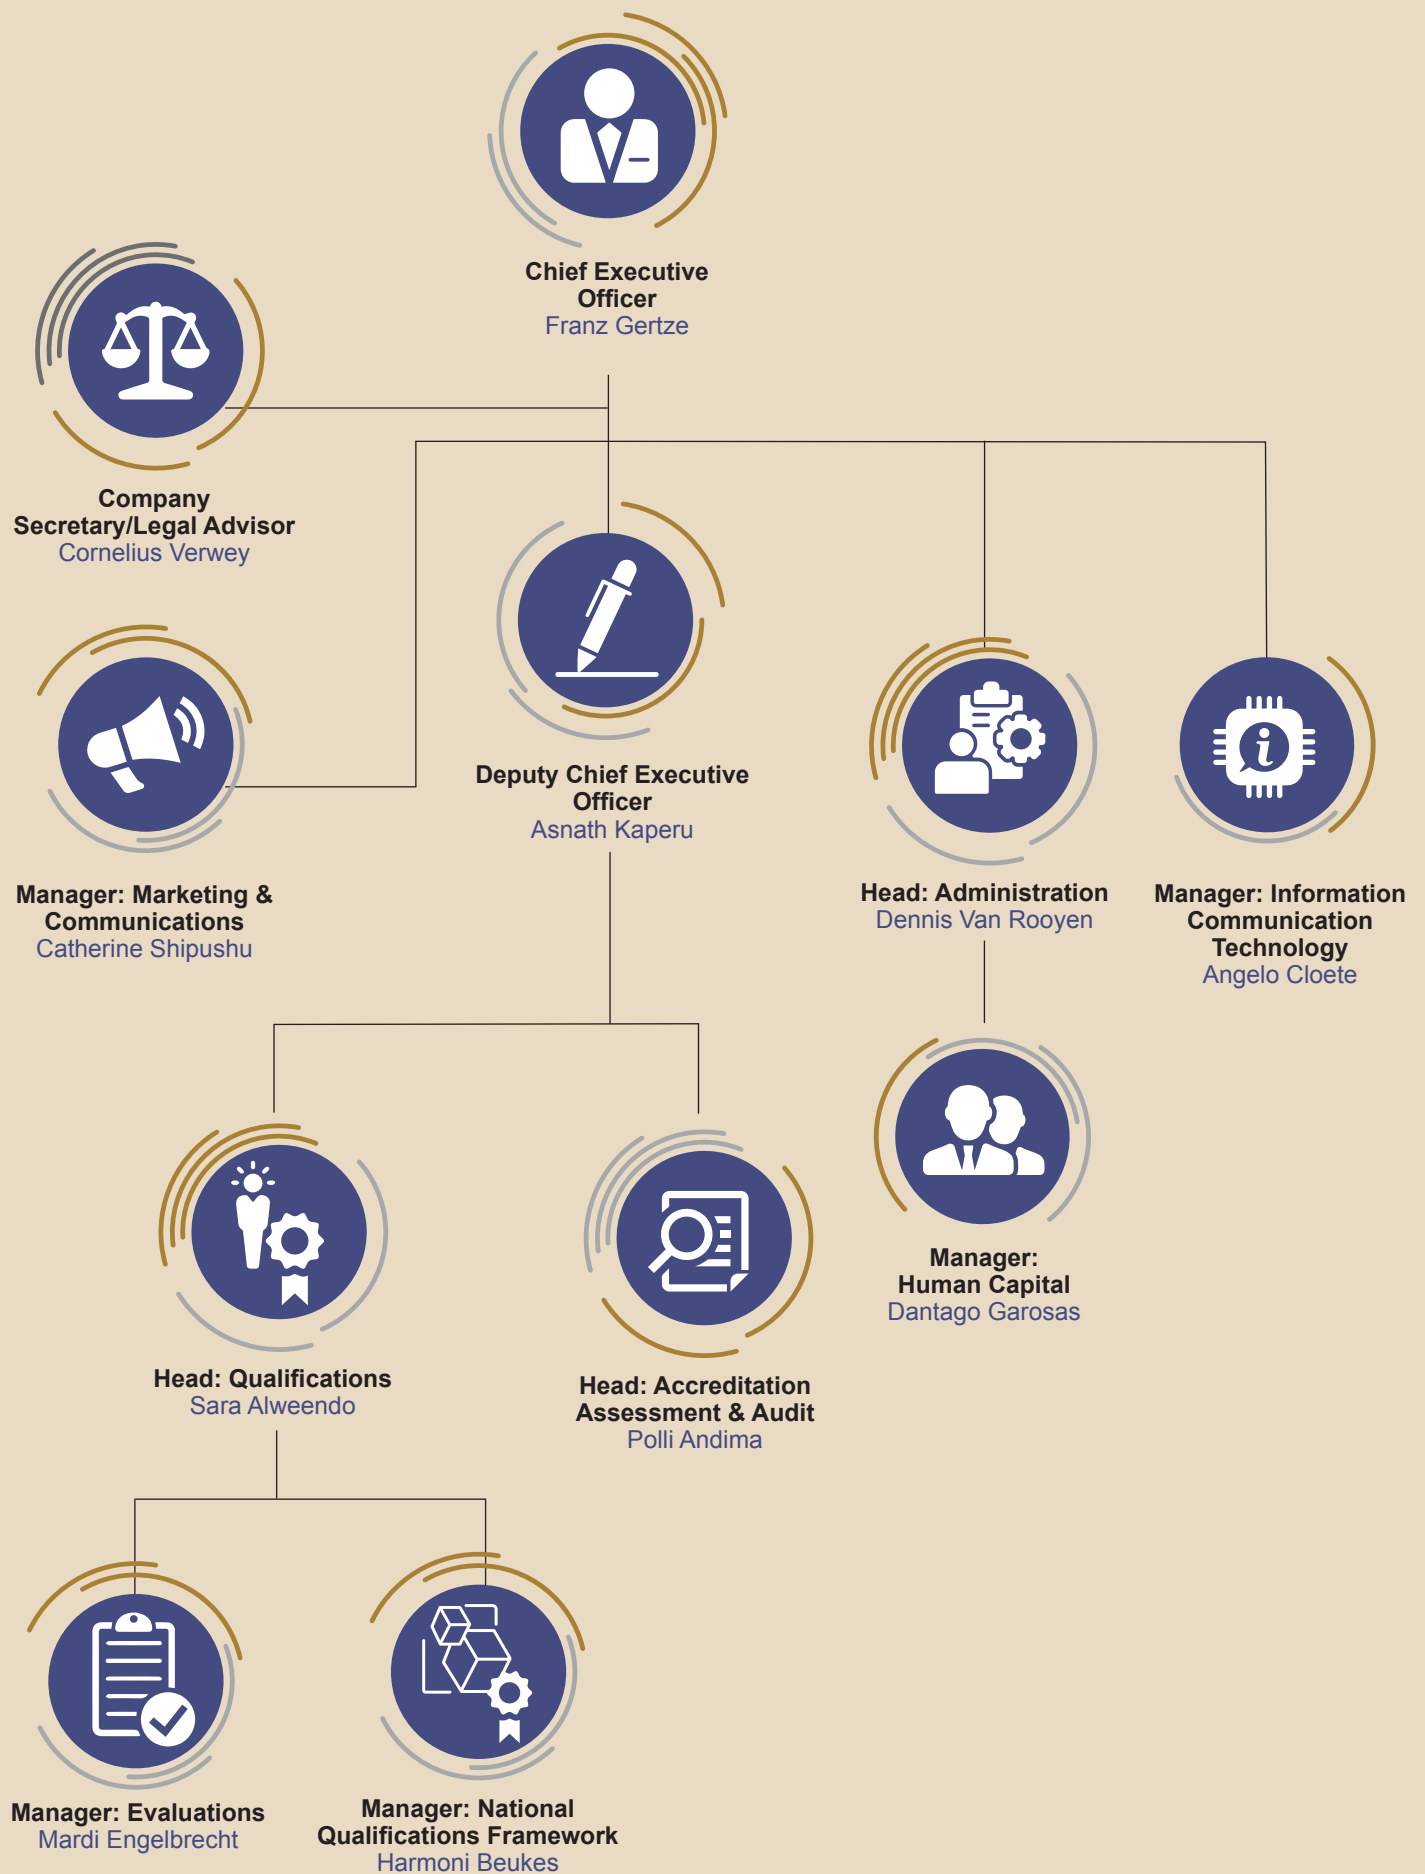 Chief Executive
Officer
Franz Gertze
Company
Secretary/Legal Advisor
Cornelius Verwey
Deputy Chief Executive
Officer
Asnath Kaperu
Manager: Marketing &
Communications
Catherine Shipushu
Head: Administration
Dennis Van Rooyen
Manager: Information
Communication
Technology
Angelo Cloete
Manager:
Human Capital
Dantago Garosas
Head: Qualifications
Sara Alweendo
Head: Accreditation
Assessment & Audit
Polli Andima
Manager: Evaluations
Mardi Engelbrecht
Manager: National
Qualifications Framework
Harmoni Beukes